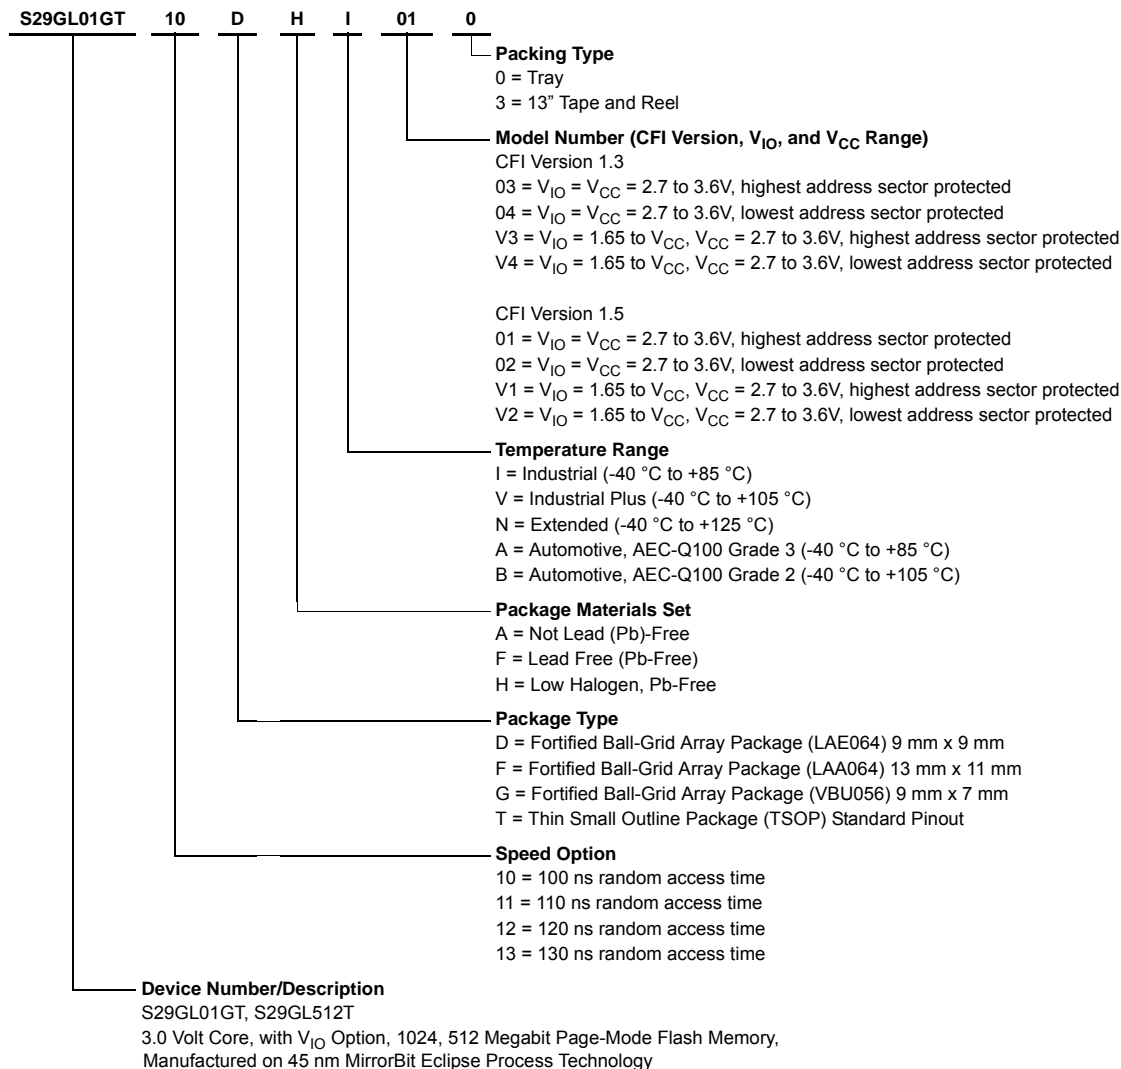 S29GL01GT 10 D H I 01 0
Packing Type
0 = Tray
3 = 13” Tape and Reel
Model Number (CFI Version, VIO, and VCC Range)
CFI Version 1.3
03 = VIO = VCC = 2.7 to 3.6V, highest address sector protected
04 = VIO = VCC = 2.7 to 3.6V, lowest address sector protected
V3 = VIO = 1.65 to VCC, VCC = 2.7 to 3.6V, highest address sector protected
V4 = VIO = 1.65 to VCC, VCC = 2.7 to 3.6V, lowest address sector protected
CFI Version 1.5
01 = VIO = VCC = 2.7 to 3.6V, highest address sector protected
02 = VIO = VCC = 2.7 to 3.6V, lowest address sector protected
V1 = VIO = 1.65 to VCC, VCC = 2.7 to 3.6V, highest address sector protected
V2 = VIO = 1.65 to VCC, VCC = 2.7 to 3.6V, lowest address sector protected
Temperature Range
I = Industrial (-40 °C to +85 °C)
V = Industrial Plus (-40 °C to +105 °C)
N = Extended (-40 °C to +125 °C)
A = Automotive, AEC-Q100 Grade 3 (-40 °C to +85 °C)
B = Automotive, AEC-Q100 Grade 2 (-40 °C to +105 °C)
Package Materials Set
A = Not Lead (Pb)-Free
F = Lead Free (Pb-Free)
H = Low Halogen, Pb-Free
Package Type
D = Fortified Ball-Grid Array Package (LAE064) 9 mm x 9 mm
F = Fortified Ball-Grid Array Package (LAA064) 13 mm x 11 mm
G = Fortified Ball-Grid Array Package (VBU056) 9 mm x 7 mm
T = Thin Small Outline Package (TSOP) Standard Pinout
Speed Option
10 = 100 ns random access time
11 = 110 ns random access time
12 = 120 ns random access time
13 = 130 ns random access time
Device Number/Description
S29GL01GT, S29GL512T
3.0 Volt Core, with VIO Option, 1024, 512 Megabit Page-Mode Flash Memory,
Manufactured on 45 nm MirrorBit Eclipse Process Technology